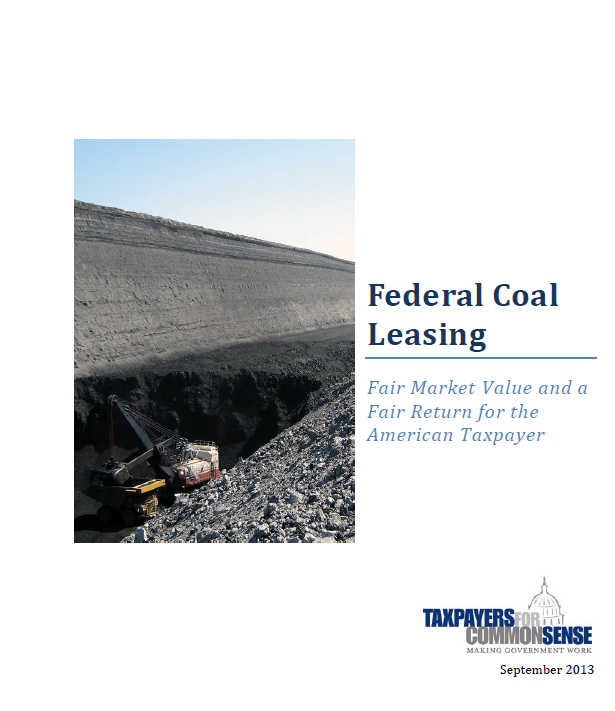 Federal Coal
Leasing
Fair Market Value and a
Fair Return for the
American Taxpayer
TAXPAYERS FOR
COMMON SENSE
MAKING GOVERNMENT WORK
September 2013